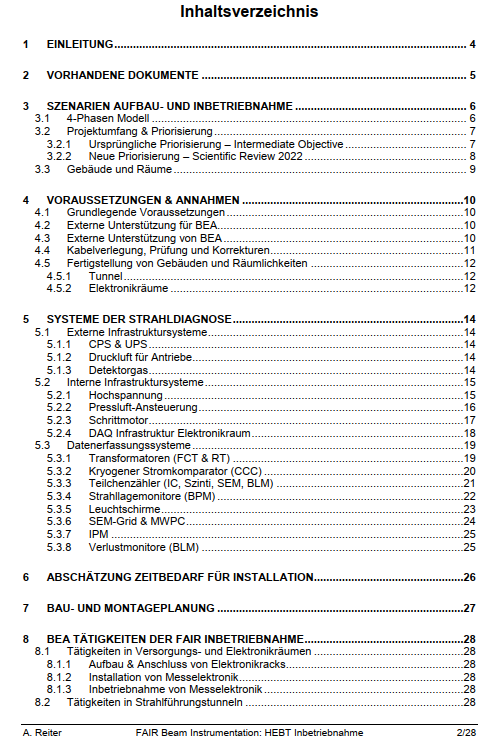 Inhaltsverzeichnis
1 EINLEITUNG 4
2 VORHANDENE DOKUMENTE 5
3 SZENARIEN AUFBAU- UND INBETRIEBNAHME 6
3.1 4-Phasen Modell 6
3.2 Projektumfang & Priorisierung 7
3.2.1 Ursprüngliche Priorisierung – Intermediate Objective 7
3.2.2 Neue Priorisierung – Scientific Review 2022 8
3.3 Gebäude und Räume 9
4 VORAUSSETZUNGEN & ANNAHMEN 10
4.1 Grundlegende Voraussetzungen 10
4.2 Externe Unterstützung für BEA 10
4.3 Externe Unterstützung von BEA 10
4.4 Kabelverlegung, Prüfung und Korrekturen 11
4.5 Fertigstellung von Gebäuden und Räumlichkeiten 12
4.5.1 Tunnel 12
4.5.2 Elektronikräume 12
5 SYSTEME DER STRAHLDIAGNOSE 14
5.1 Externe Infrastruktursysteme 14
5.1.1 CPS & UPS 14
5.1.2 Druckluft für Antriebe 14
5.1.3 Detektorgas 14
5.2 Interne Infrastruktursysteme 15
5.2.1 Hochspannung 15
5.2.2 Pressluft-Ansteuerung 16
5.2.3 Schrittmotor 17
5.2.4 DAQ Infrastruktur Elektronikraum 18
5.3 Datenerfassungssysteme 19
5.3.1 Transformatoren (FCT & RT) 19
5.3.2 Kryogener Stromkomparator (CCC) 20
5.3.3 Teilchenzähler (IC, Szinti, SEM, BLM) 21
5.3.4 Strahllagemonitore (BPM) 22
5.3.5 Leuchtschirme 23
5.3.6 SEM-Grid & MWPC 24
5.3.7 IPM 25
5.3.8 Verlustmonitore (BLM) 25
6 ABSCHÄTZUNG ZEITBEDARF FÜR INSTALLATION 26
7 BAU- UND MONTAGEPLANUNG 27
8 BEA TÄTIGKEITEN DER FAIR INBETRIEBNAHME 28
8.1 Tätigkeiten in Versorgungs- und Elektronikräumen 28
8.1.1 Aufbau & Anschluss von Elektronikracks 28
8.1.2 Installation von Messelektronik 28
8.1.3 Inbetriebnahme von Messelektronik 28
8.2 Tätigkeiten in Strahlführungstunneln 28
A. Reiter FAIR Beam Instrumentation: HEBT Inbetriebnahme 2/28